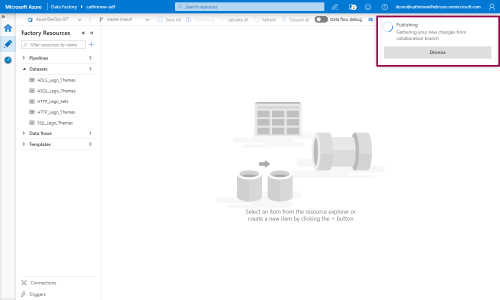 Microsoft Azure | Data Factory ▸ cathrinew-adf
Search resources
demo@cathrinewilhelmsen.onmicrosoft.com
Azure DevOps GIT
master branch
Save All
Validate all
Refresh
Discard all
Data flow debug
Publishing
Gathering your new changes from
collaboration branch
Dismiss
Factory Resources
Filter resources by name
Pipelines 5
Datasets 5
ADLS_Lego_Themes
ASQL_Lego_Themes
HTTP_Lego_Sets
HTTP_Lego_Themes
SQL_Lego_Themes
Data flows 1
Templates 0
Select an item from the resource explorer or
create a new item by clicking the + button
Connections
Triggers